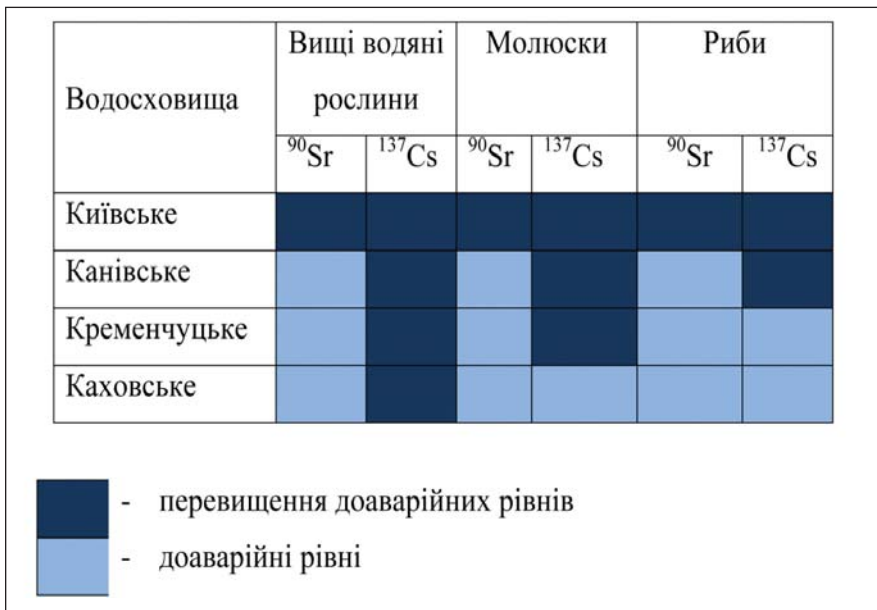 Водосховища
Вищі водяні
рослини
Молюски
Риби
⁹⁰Sr ¹³⁷Cs ⁹⁰Sr ¹³⁷Cs ⁹⁰Sr ¹³⁷Cs
Київське
Канівське
Кременчуцьке
Каховське
- перевищення доаварійних рівнів
- доаварійні рівні